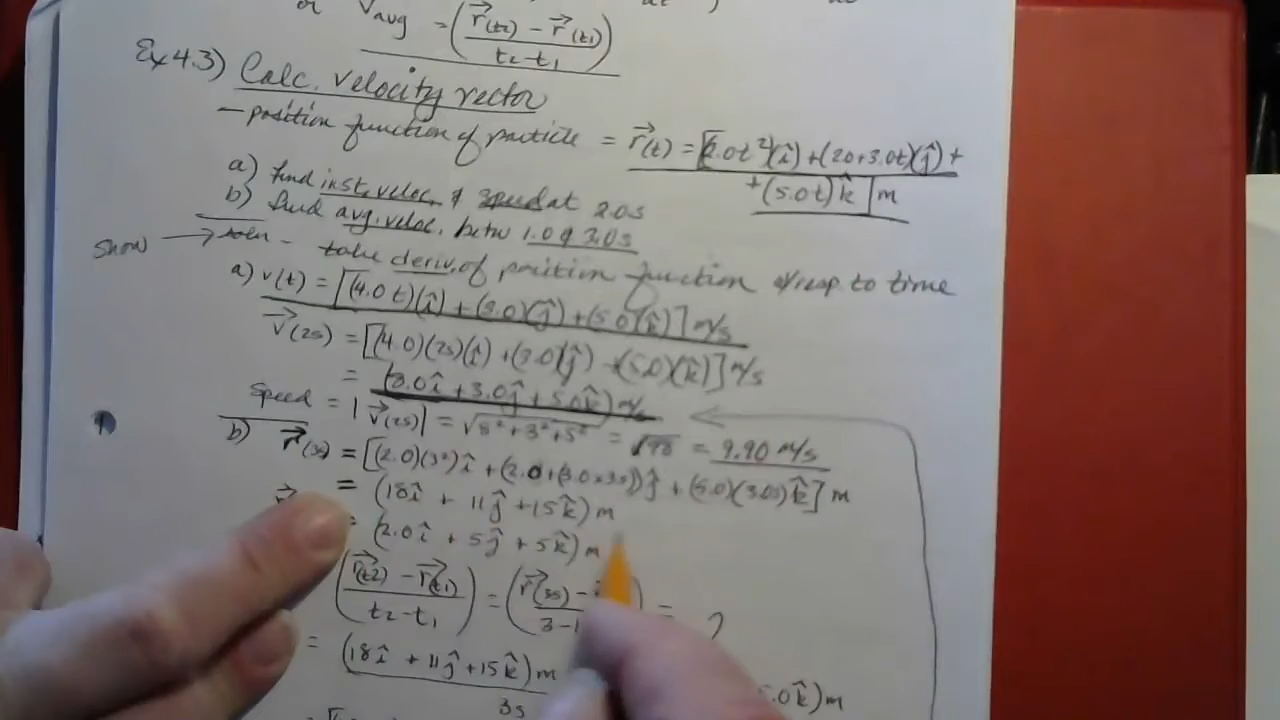 or V⃗avg = (r⃗(t2) - r⃗(t1) / t2-t1)
Ex 4.3) Calc. velocity vector
- position function of particle = r⃗(t) = [2.0t²(î) + (2.0+3.0t)(ĵ) +
+ (5.0t) k̂] m
a) find inst. veloc. & speed at 2.0s
b) find avg. veloc. betw 1.0 & 3.0s
Show → soln - take deriv. of position function w/resp to time
a) v(t) = [(4.0t)(î) + (3.0)(ĵ) + (5.0)(k̂)] m/s
v⃗(2s) = [(4.0)(2s)(î) + (3.0)(ĵ) + (5.0)(k̂)] m/s
= (8.0î + 3.0ĵ + 5.0k̂) m/s
Speed = |v⃗(2s)| = √8²+3²+5² = √98 = 9.90 m/s
b) r⃗(3s) = [(2.0)(3²)î + (2.0+(3.0×3s))ĵ + (5.0)(3.0s)k̂] m
= (18î + 11ĵ + 15k̂) m
= (2.0î + 5ĵ + 5k̂) m
(r⃗(t2) - r⃗(t1) / t2-t1) = (r⃗(3s) - / 3-1 ) =
= (18î + 11ĵ + 15k̂) m
.0k̂) m
3s